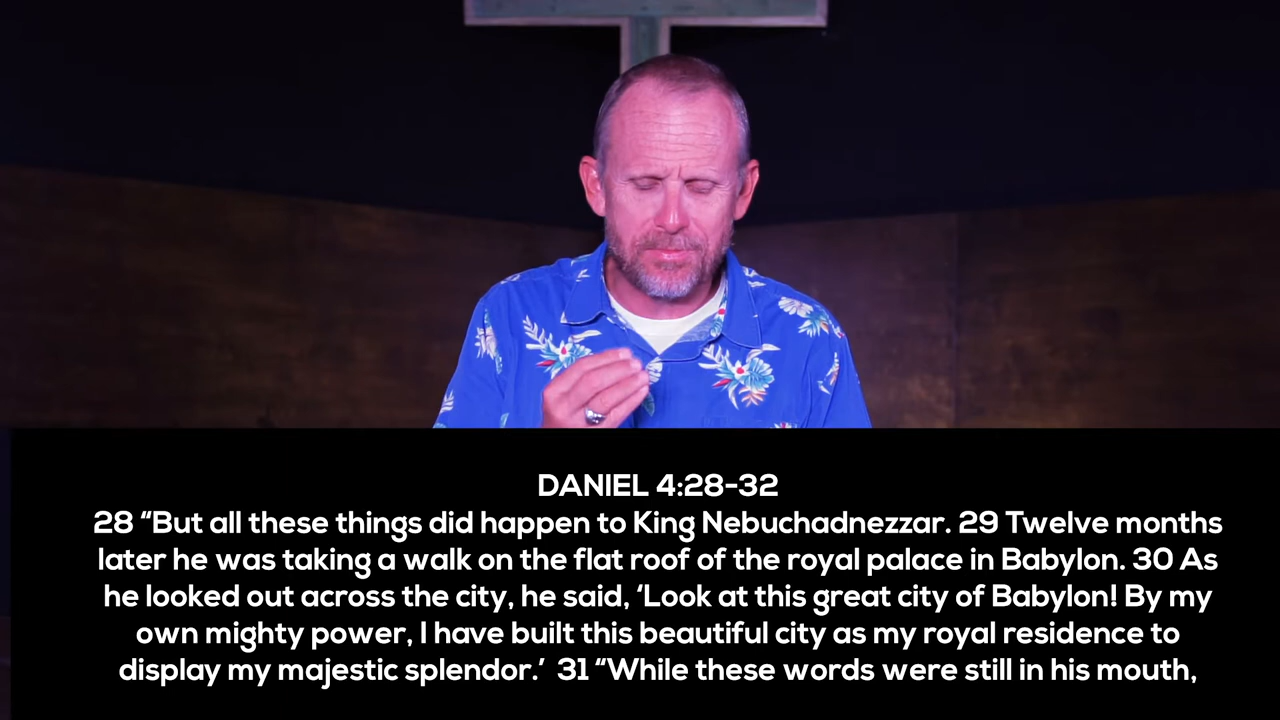 DANIEL 4:28-32
28 “But all these things did happen to King Nebuchadnezzar. 29 Twelve months
later he was taking a walk on the flat roof of the royal palace in Babylon. 30 As
he looked out across the city, he said, ‘Look at this great city of Babylon! By my
own mighty power, I have built this beautiful city as my royal residence to
display my majestic splendor.’  31 “While these words were still in his mouth,